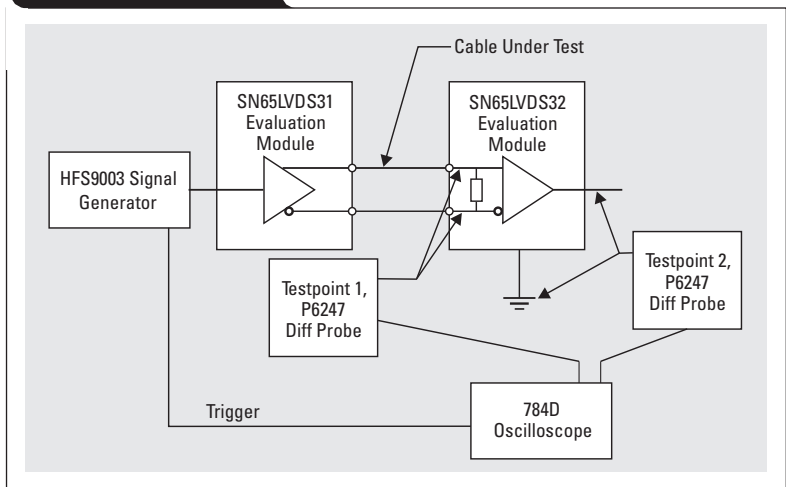 Cable Under Test
SN65LVDS31
Evaluation
Module
SN65LVDS32
Evaluation
Module
HFS9003 Signal
Generator
Testpoint 1,
P6247
Diff Probe
Testpoint 2,
P6247
Diff Probe
Trigger
784D
Oscilloscope